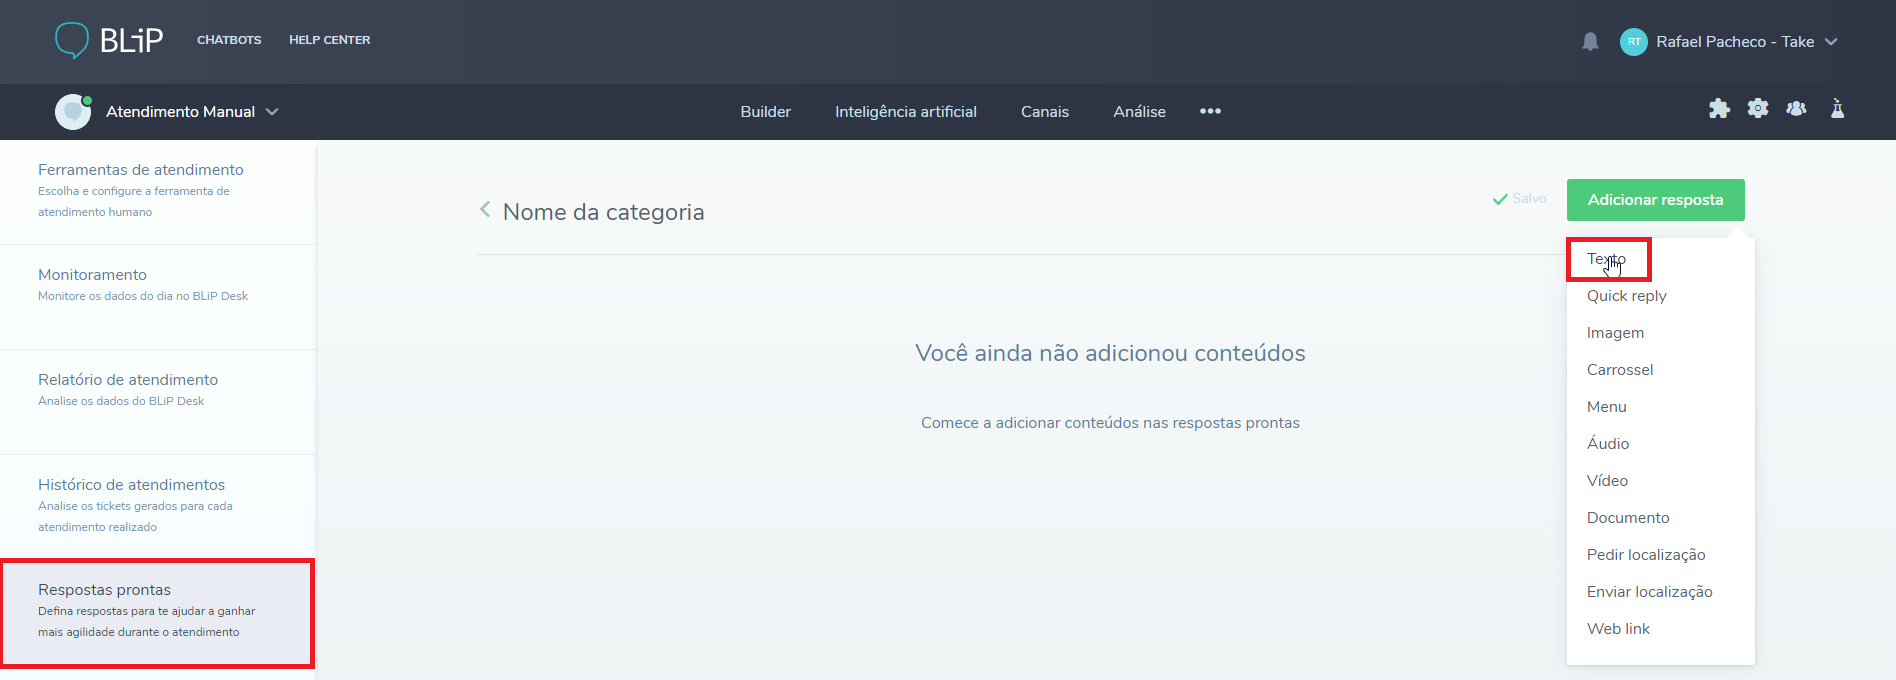 BLiP CHATBOTS HELP CENTER RT Rafael Pacheco - Take
Atendimento Manual Builder Inteligência artificial Canais Análise •••
Ferramentas de atendimento
Escolha e configure a ferramenta de
atendimento humano
Monitoramento
Monitore os dados do dia no BLiP Desk
Relatório de atendimento
Analise os dados do BLiP Desk
Histórico de atendimentos
Analise os tickets gerados para cada
atendimento realizado
Respostas prontas
Defina respostas para te ajudar a ganhar
mais agilidade durante o atendimento
Nome da categoria
Salvo
Adicionar resposta
Você ainda não adicionou conteúdos
Comece a adicionar conteúdos nas respostas prontas
Texto
Quick reply
Imagem
Carrossel
Menu
Áudio
Vídeo
Documento
Pedir localização
Enviar localização
Web link